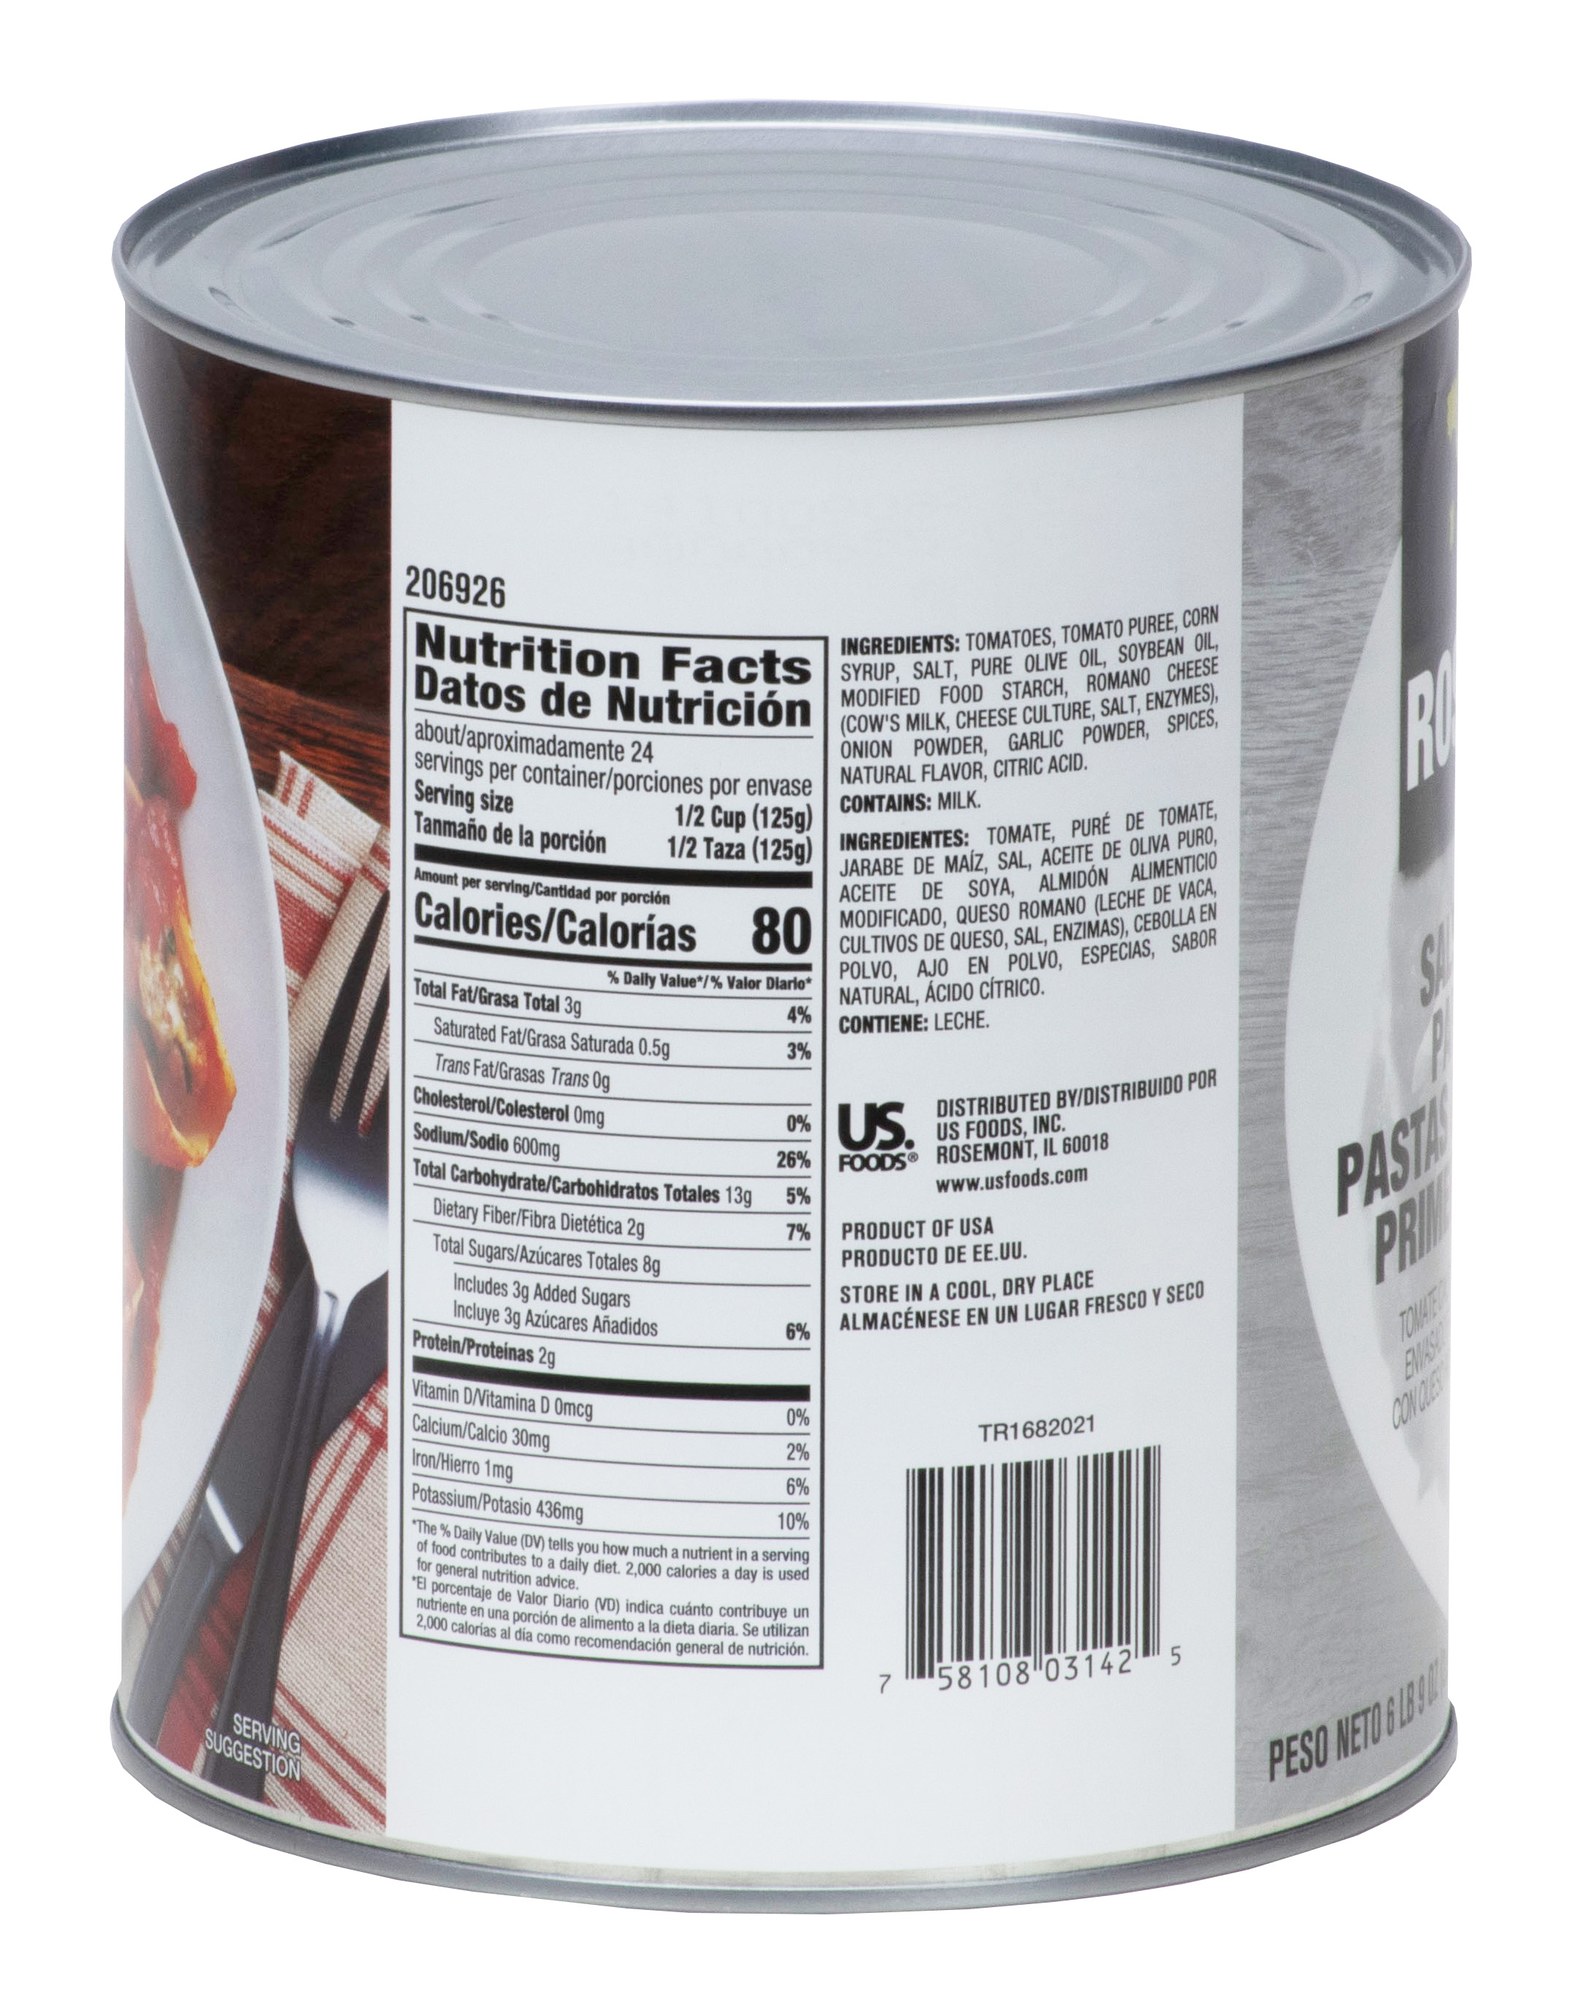 206926
Nutrition Facts
Datos de Nutrición
about/aproximadamente 24
servings per container/porciones por envase
Serving size 1/2 Cup (125g)
Tanmaño de la porción 1/2 Taza (125g)
Amount per serving/Cantidad por porción
Calories/Calorías 80
% Daily Value*/% Valor Diario*
Total Fat/Grasa Total 3g 4%
Saturated Fat/Grasa Saturada 0.5g 3%
Trans Fat/Grasas Trans 0g
Cholesterol/Colesterol 0mg 0%
Sodium/Sodio 600mg 26%
Total Carbohydrate/Carbohidratos Totales 13g 5%
Dietary Fiber/Fibra Dietética 2g 7%
Total Sugars/Azúcares Totales 8g
Includes 3g Added Sugars
Incluye 3g Azúcares Añadidos 6%
Protein/Proteínas 2g
Vitamin D/Vitamina D 0mcg 0%
Calcium/Calcio 30mg 2%
Iron/Hierro 1mg 6%
Potassium/Potasio 436mg 10%
*The % Daily Value (DV) tells you how much a nutrient in a serving
of food contributes to a daily diet. 2,000 calories a day is used
for general nutrition advice.
*El porcentaje de Valor Diario (VD) indica cuánto contribuye un
nutriente en una porción de alimento a la dieta diaria. Se utilizan
2,000 calorías al día como recomendación general de nutrición.
INGREDIENTS: TOMATOES, TOMATO PUREE, CORN
SYRUP, SALT, PURE OLIVE OIL, SOYBEAN OIL,
MODIFIED FOOD STARCH, ROMANO CHEESE
(COW'S MILK, CHEESE CULTURE, SALT, ENZYMES),
ONION POWDER, GARLIC POWDER, SPICES,
NATURAL FLAVOR, CITRIC ACID.
CONTAINS: MILK.
INGREDIENTES: TOMATE, PURÉ DE TOMATE,
JARABE DE MAÍZ, SAL, ACEITE DE OLIVA PURO,
ACEITE DE SOYA, ALMIDÓN ALIMENTICIO
MODIFICADO, QUESO ROMANO (LECHE DE VACA,
CULTIVOS DE QUESO, SAL, ENZIMAS), CEBOLLA EN
POLVO, AJO EN POLVO, ESPECIAS, SABOR
NATURAL, ÁCIDO CÍTRICO.
CONTIENE: LECHE.
US.
FOODS®
DISTRIBUTED BY/DISTRIBUIDO POR
US FOODS, INC.
ROSEMONT, IL 60018
www.usfoods.com
PRODUCT OF USA
PRODUCTO DE EE.UU.
STORE IN A COOL, DRY PLACE
ALMACÉNESE EN UN LUGAR FRESCO Y SECO
TR1682021
7 58108 03142 5
SERVING
SUGGESTION
PASTAS
TOMATE
PESO NETO 6 LB 9 OZ